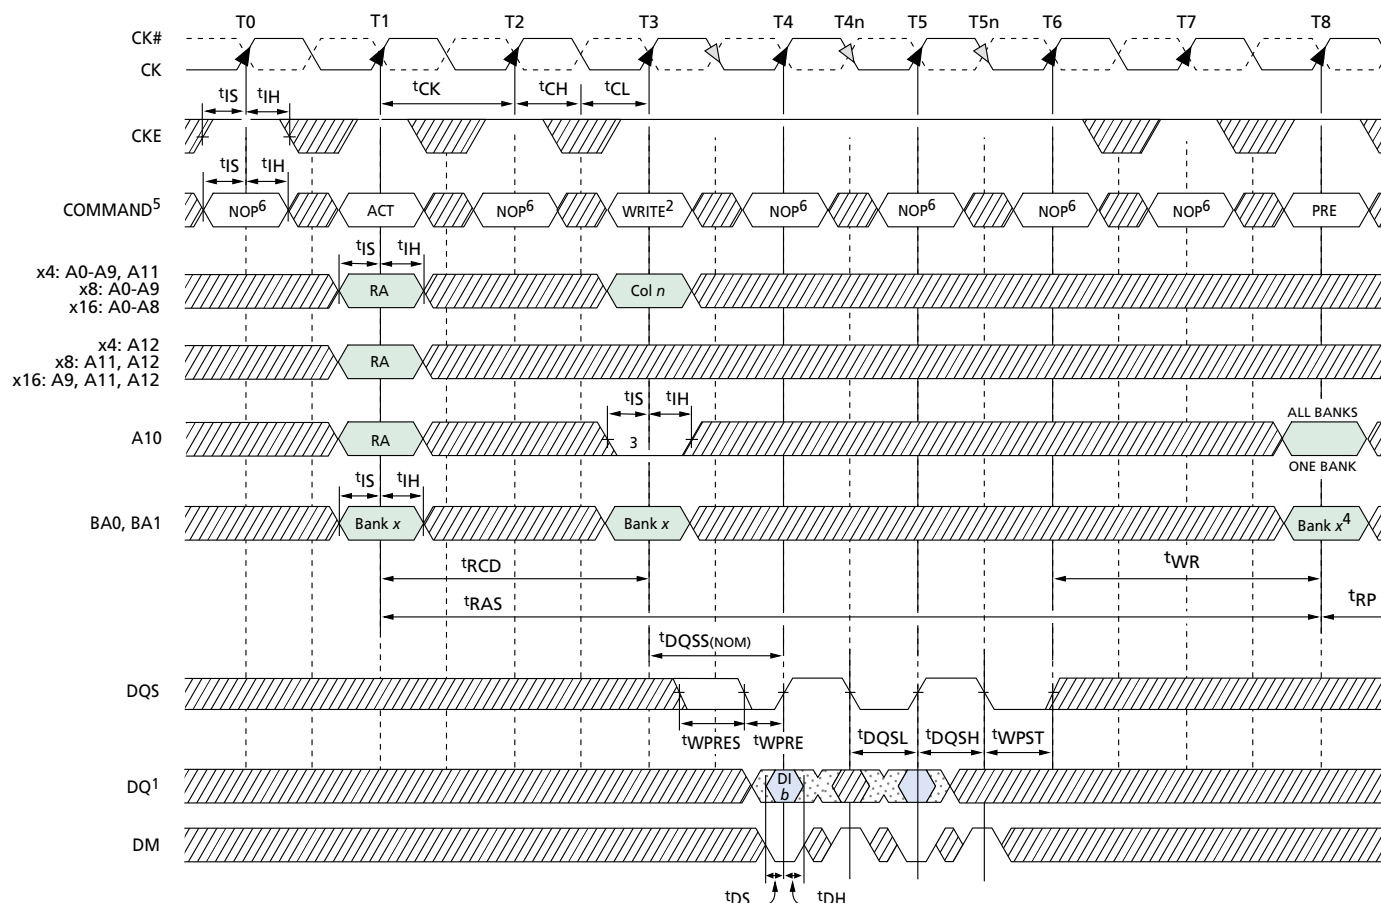 T0 T1 T2 T3 T4 T4n T5 T5n T6 T7 T8
CK#
CK
tIS tIH tCK tCH tCL
CKE
tIS tIH
COMMAND5 NOP6 ACT NOP6 WRITE2 NOP6 NOP6 NOP6 NOP6 PRE
tIS tIH
x4: A0-A9, A11
x8: A0-A9 RA Col n
x16: A0-A8
x4: A12
x8: A11, A12 RA
x16: A9, A11, A12
tIS tIH
ALL BANKS
A10 RA 3
ONE BANK
tIS tIH
BA0, BA1 Bank x Bank x Bank x4
tRCD tWR
tRAS tRP
tDQSS(NOM)
DQS
tWPRES tWPRE tDQSL tDQSH tWPST
DQ1 DI
b
DM
tDS tDH